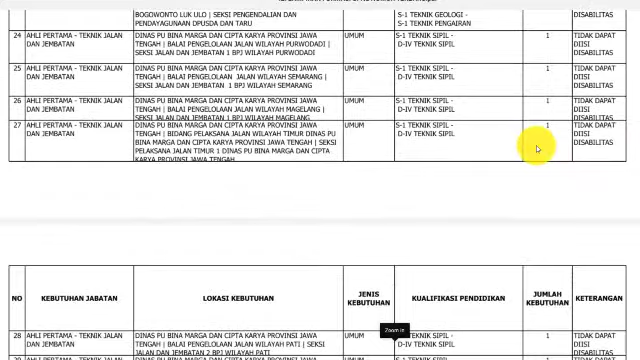 BOGOWONTO LUK ULO | SEKSI PENGENDALIAN DAN
PENDAYAGUNAAN DPUSDA DAN TARU
S-1 TEKNIK GEOLOGI -
S-1 TEKNIK PENGAIRAN
DISABILITAS
24 AHLI PERTAMA - TEKNIK JALAN DAN JEMBATAN
DINAS PU BINA MARGA DAN CIPTA KARYA PROVINSI JAWA
TENGAH | BALAI PENGELOLAAN JALAN WILAYAH PURWODADI |
SEKSI JALAN DAN JEMBATAN 1 BPJ WILAYAH PURWODADI
UMUM
S-1 TEKNIK SIPIL -
D-IV TEKNIK SIPIL
1
TIDAK DAPAT
DIISI
DISABILITAS
25 AHLI PERTAMA - TEKNIK JALAN
DAN JEMBATAN
DINAS PU BINA MARGA DAN CIPTA KARYA PROVINSI JAWA
TENGAH | BALAI PENGELOLAAN JALAN WILAYAH SEMARANG |
SEKSI JALAN DAN JEMBATAN 1 BPJ WILAYAH SEMARANG
UMUM
S-1 TEKNIK SIPIL -
D-IV TEKNIK SIPIL
1
TIDAK DAPAT
DIISI
DISABILITAS
26 AHLI PERTAMA - TEKNIK JALAN
DAN JEMBATAN
DINAS PU BINA MARGA DAN CIPTA KARYA PROVINSI JAWA
TENGAH | BALAI PENGELOLAAN JALAN WILAYAH MAGELANG |
SEKSI JALAN DAN JEMBATAN 1 BPJ WILAYAH MAGELANG
UMUM
S-1 TEKNIK SIPIL -
D-IV TEKNIK SIPIL
1
TIDAK DAPAT
DIISI
DISABILITAS
27 AHLI PERTAMA - TEKNIK JALAN
DAN JEMBATAN
DINAS PU BINA MARGA DAN CIPTA KARYA PROVINSI JAWA
TENGAH | BIDANG PELAKSANA JALAN WILAYAH TIMUR DINAS PU
BINA MARGA DAN CIPTA KARYA PROVINSI JAWA TENGAH | SEKSI
PELAKSANA JALAN TIMUR 1 DINAS PU BINA MARGA DAN CIPTA
KARYA PROVINSI JAWA TENGAH
UMUM
S-1 TEKNIK SIPIL -
D-IV TEKNIK SIPIL
1
TIDAK DAPAT
DIISI
DISABILITAS
NO
KEBUTUHAN JABATAN
LOKASI KEBUTUHAN
JENIS
KEBUTUHAN
KUALIFIKASI PENDIDIKAN
JUMLAH
KEBUTUHAN
KETERANGAN
Zoom in
28 AHLI PERTAMA - TEKNIK JALAN
DAN JEMBATAN
DINAS PU BINA MARGA DAN CIPTA KARYA PROVINSI JAWA
TENGAH | BALAI PENGELOLAAN JALAN WILAYAH PATI | SEKSI
JALAN DAN JEMBATAN 2 BPJ WILAYAH PATI
UMUM
TEKNIK SIPIL -
D-IV TEKNIK SIPIL
1
TIDAK DAPAT
DIISI
DISABILITAS